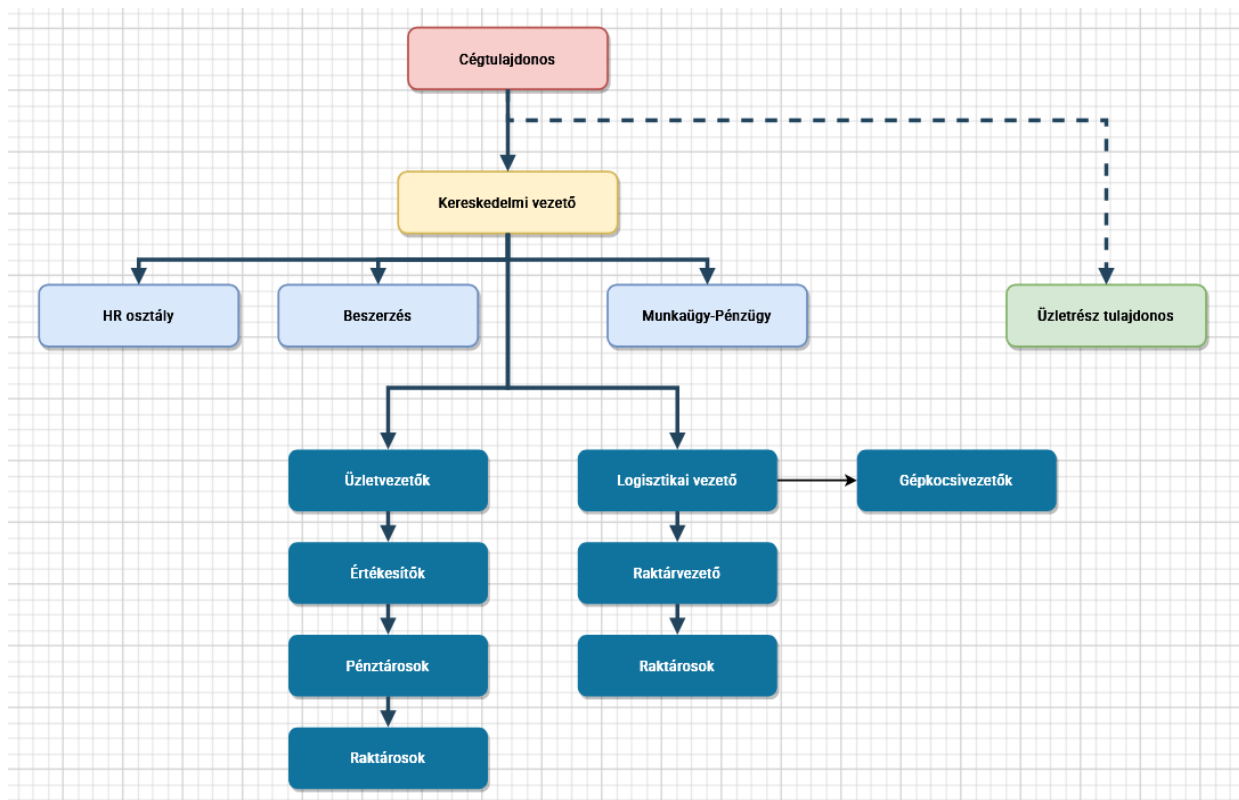 Cégtulajdonos
Kereskedelmi vezető
HR osztály
Beszerzés
Munkaügy-Pénzügy
Üzletrész tulajdonos
Üzletvezetők
Logisztikai vezető
Gépkocsivezetők
Értékesítők
Raktárvezető
Pénztárosok
Raktárosok
Raktárosok